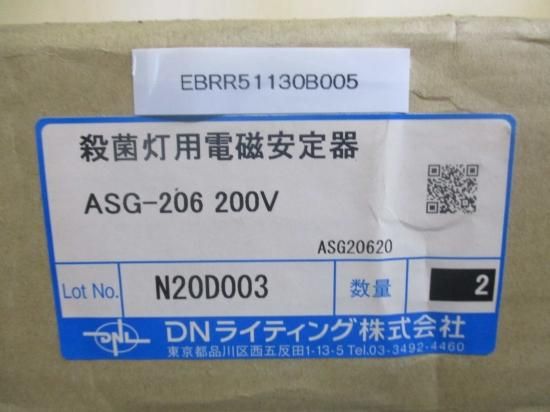 EBRR51130B005
殺菌灯用電磁安定器
ASG-206 200V
ASG20620
Lot No. N20D003 数量 2
DNL DNライティング株式会社
東京都品川区西五反田1-13-5 Tel.03-3492-4460